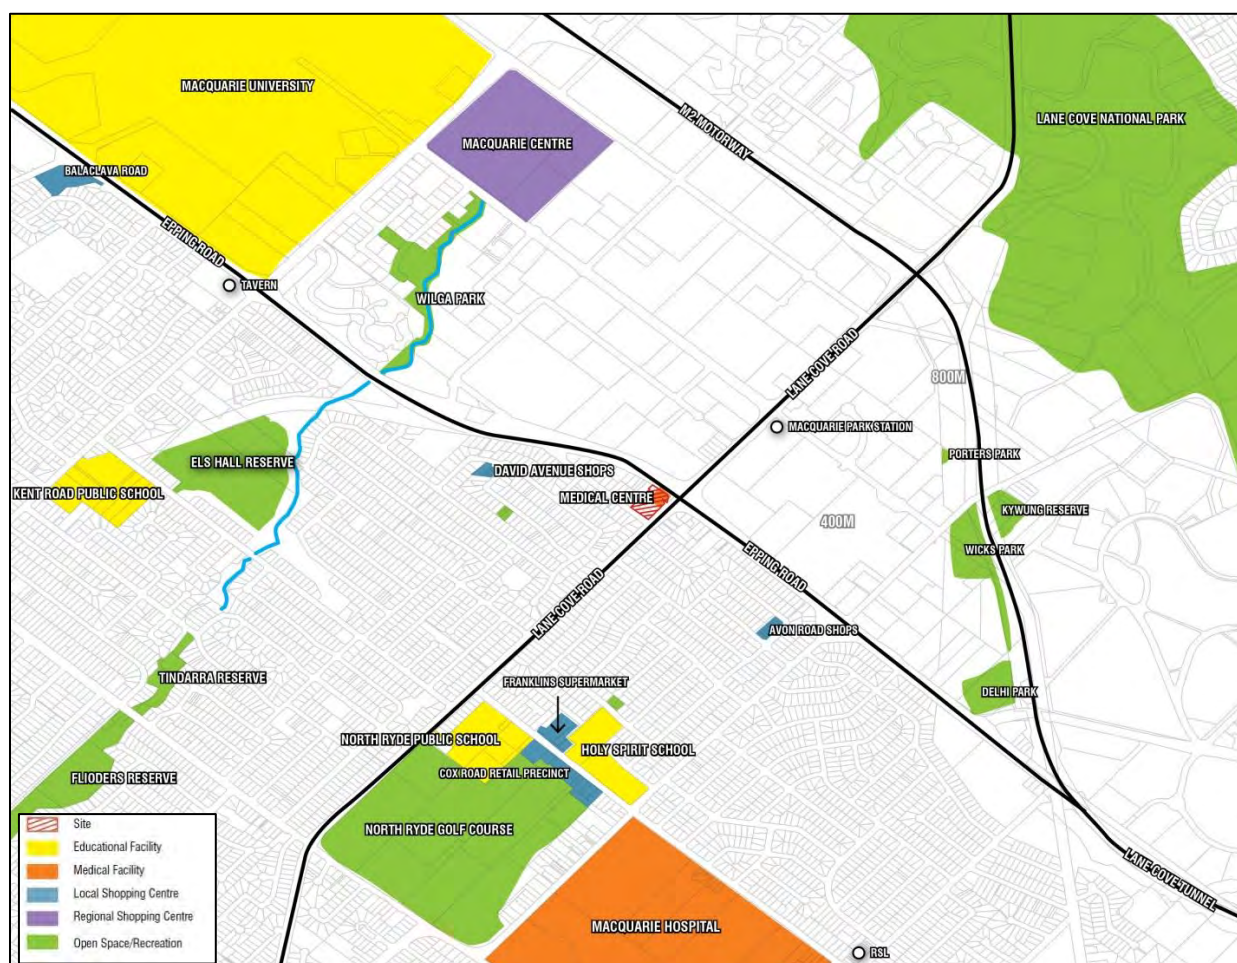 MACQUARIE UNIVERSITY
M2 MOTORWAY
LANE COVE NATIONAL PARK
MACQUARIE CENTRE
BALACLAVA ROAD
EPPING ROAD
TAVERN
WILGA PARK
LANE COVE ROAD
800M
MACQUARIE PARK STATION
ELS HALL RESERVE
DAVID AVENUE SHOPS
PORTERS PARK
KENT ROAD PUBLIC SCHOOL
MEDICAL CENTRE
KYWUNG RESERVE
400M
WICKS PARK
EPPING ROAD
LANE COVE ROAD
AVON ROAD SHOPS
TINDARRA RESERVE
FRANKLINS SUPERMARKET
DELHI PARK
NORTH RYDE PUBLIC SCHOOL
HOLY SPIRIT SCHOOL
COX ROAD RETAIL PRECINCT
FLIODERS RESERVE
NORTH RYDE GOLF COURSE
LANE COVE TUNNEL
MACQUARIE HOSPITAL
RSL
Site
Educational Facility
Medical Facility
Local Shopping Centre
Regional Shopping Centre
Open Space/Recreation